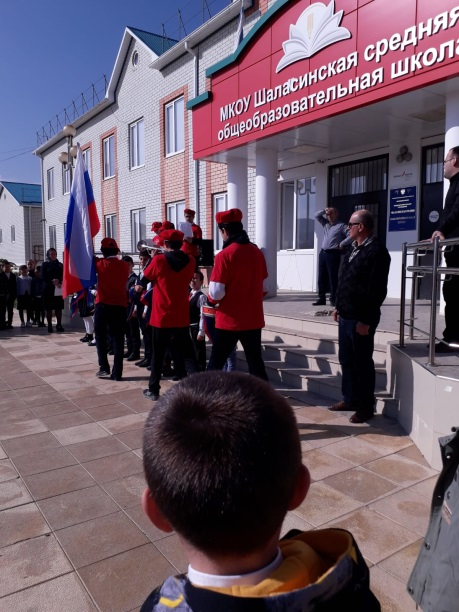 МКОУ Шаласинская средняя
общеобразовательная школа